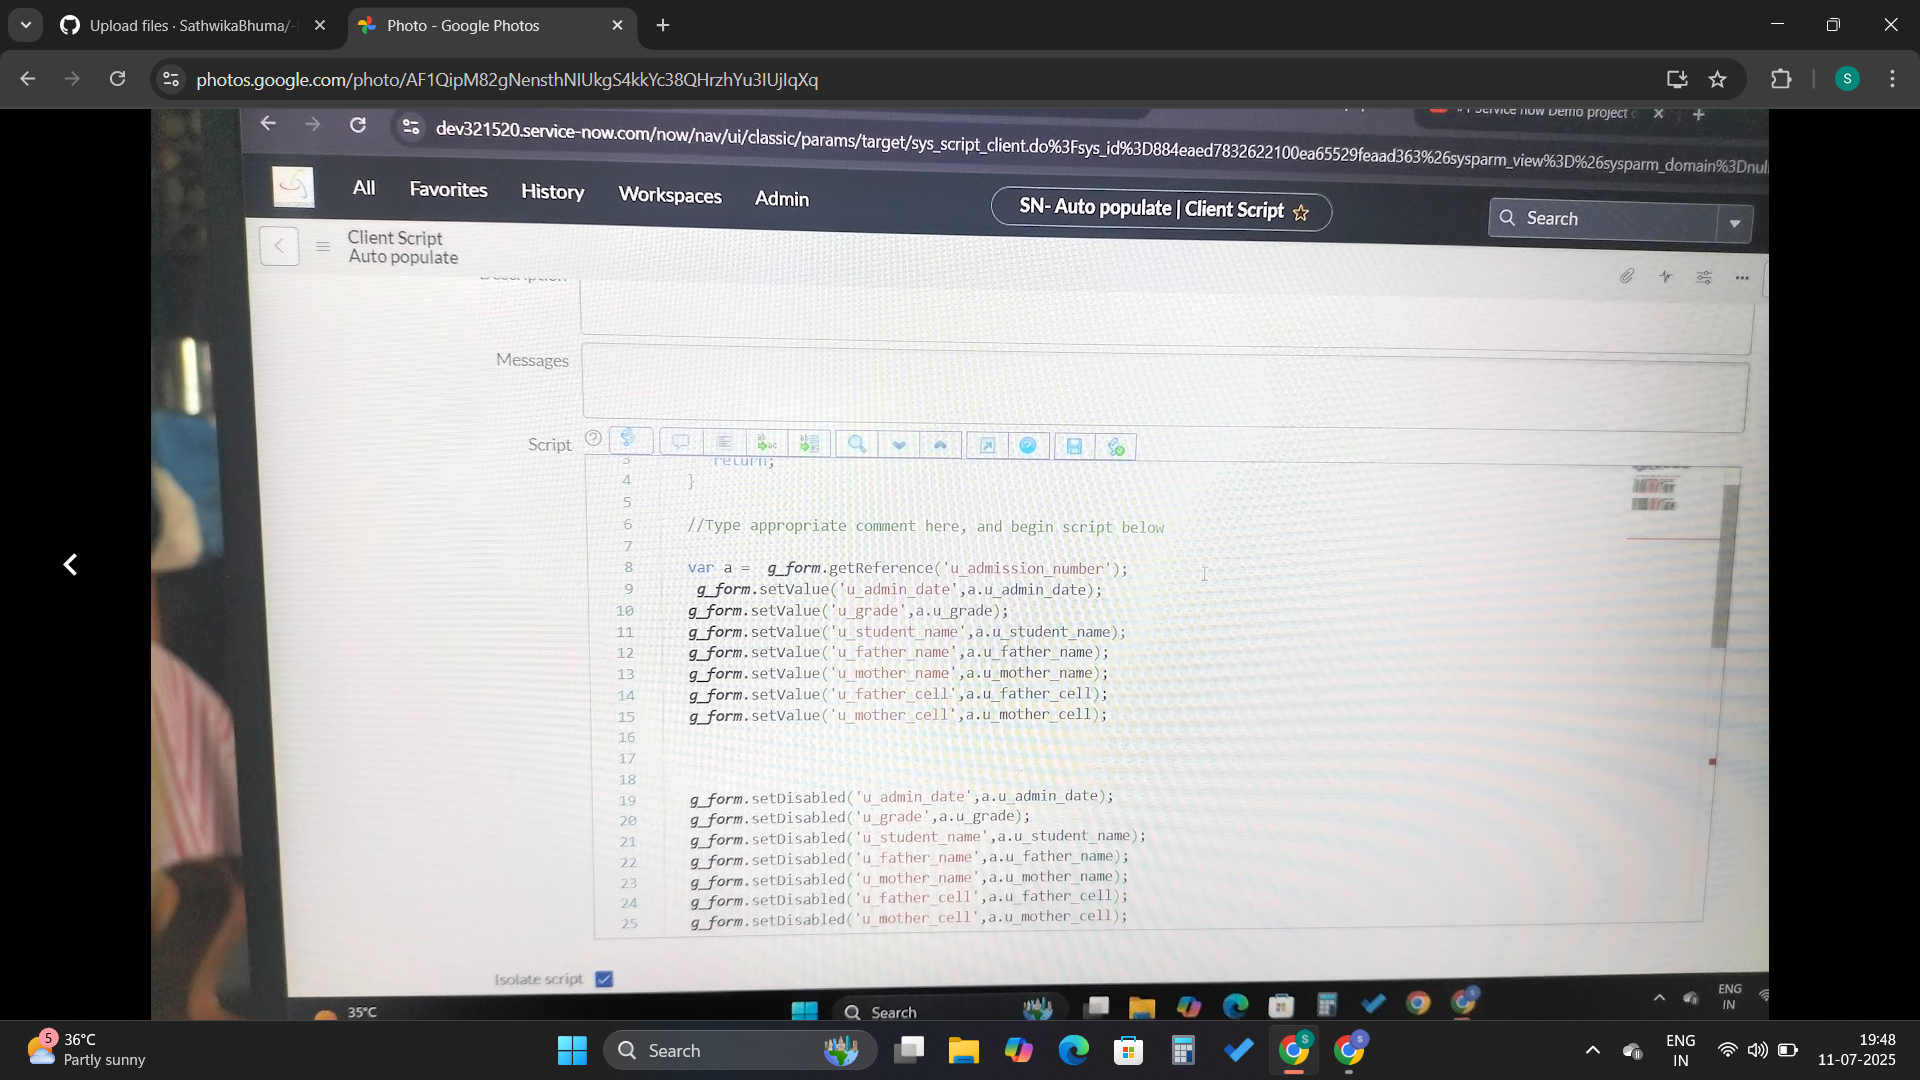 Upload files · SathwikaBhuma/-
Photo - Google Photos
photos.google.com/photo/AF1QipM82gNensthNIUkgS4kkYc38QHrzhYu3IUjIqXq
S
Service now Demo project
dev321520.service-now.com/now/nav/ui/classic/params/target/sys_script_client.do%3Fsys_id%3D884eaed7832622100ea65529feaad363%26sysparm_view%3D%26sysparm_domain%3Dnul
All Favorites History Workspaces Admin
SN- Auto populate | Client Script
Search
Client Script
Auto populate
Description
Messages
Script
3 return;
4 }
5
6 //Type appropriate comment here, and begin script below
7
8 var a = g_form.getReference('u_admission_number');
9 g_form.setValue('u_admin_date',a.u_admin_date);
10 g_form.setValue('u_grade',a.u_grade);
11 g_form.setValue('u_student_name',a.u_student_name);
12 g_form.setValue('u_father_name',a.u_father_name);
13 g_form.setValue('u_mother_name',a.u_mother_name);
14 g_form.setValue('u_father_cell',a.u_father_cell);
15 g_form.setValue('u_mother_cell',a.u_mother_cell);
16
17
18
19 g_form.setDisabled('u_admin_date',a.u_admin_date);
20 g_form.setDisabled('u_grade',a.u_grade);
21 g_form.setDisabled('u_student_name',a.u_student_name);
22 g_form.setDisabled('u_father_name',a.u_father_name);
23 g_form.setDisabled('u_mother_name',a.u_mother_name);
24 g_form.setDisabled('u_father_cell',a.u_father_cell);
25 g_form.setDisabled('u_mother_cell',a.u_mother_cell);
Isolate script
35°C
Search
ENG
IN
5
36°C
Partly sunny
Search
ENG
IN
19:48
11-07-2025